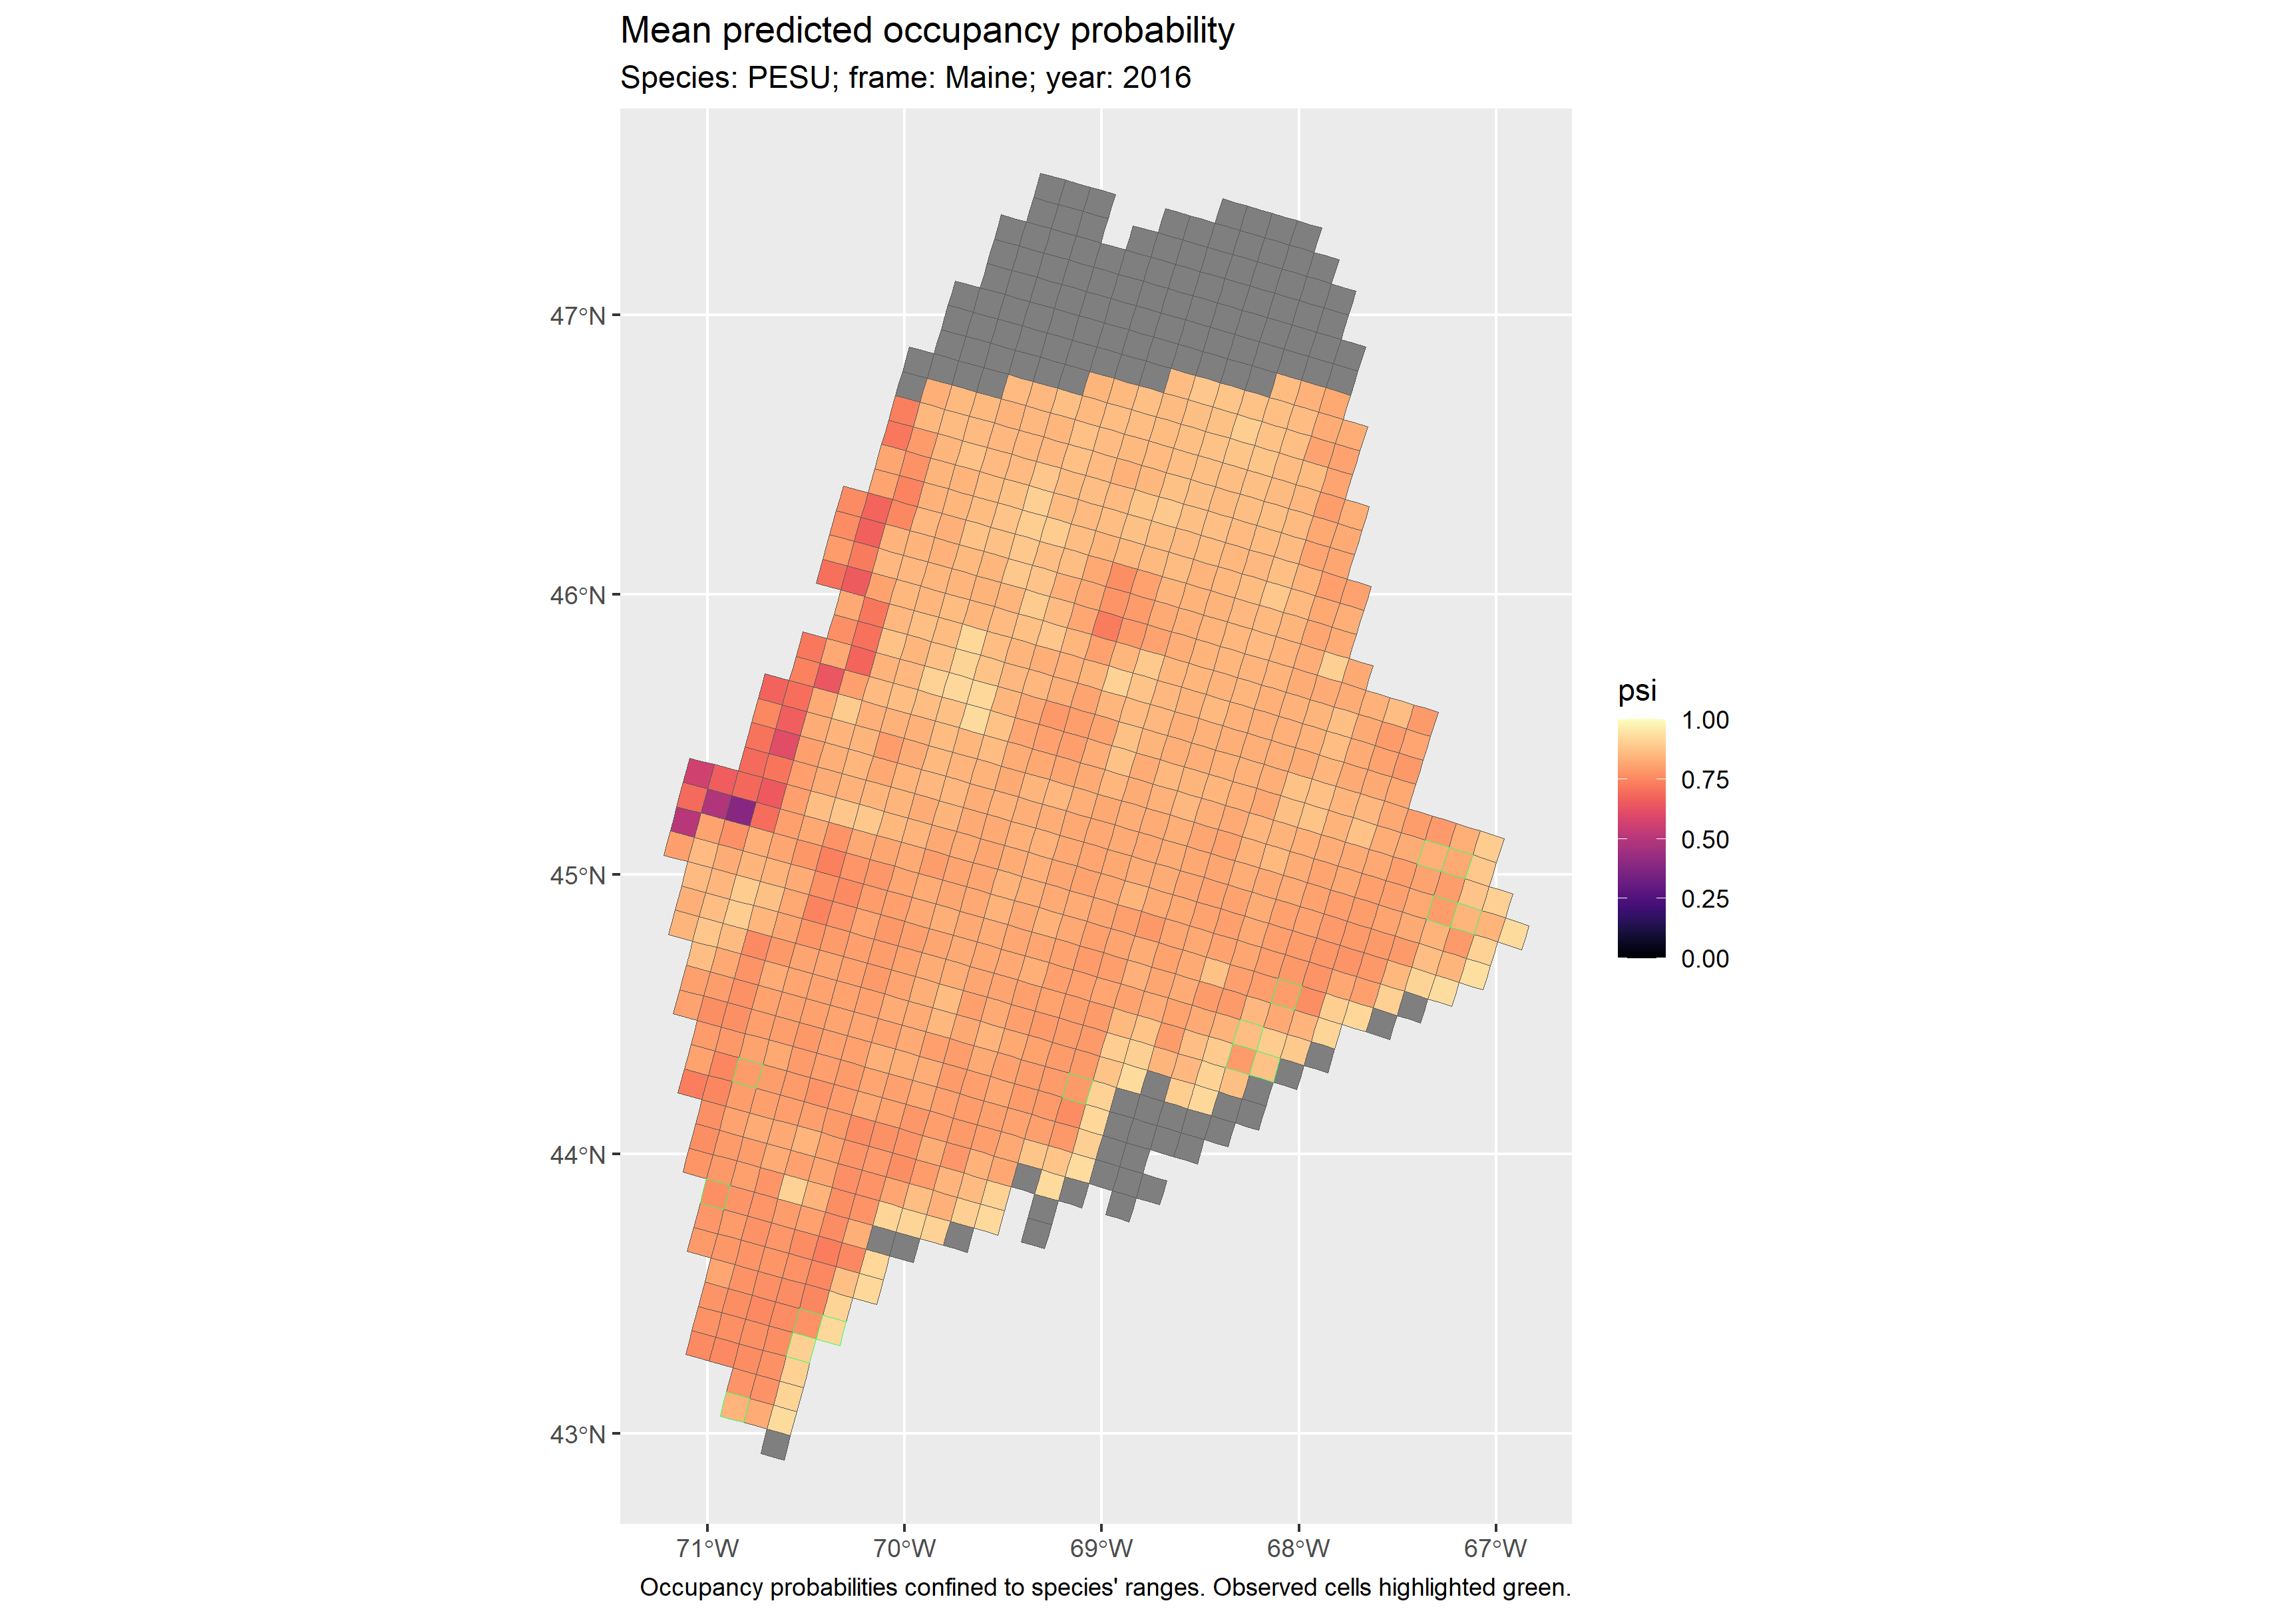 Mean predicted occupancy probability
Species: PESU; frame: Maine; year: 2016
47°N
46°N
45°N
44°N
43°N
71°W
70°W
69°W
68°W
67°W
psi
1.00
0.75
0.50
0.25
0.00
Occupancy probabilities confined to species' ranges. Observed cells highlighted green.